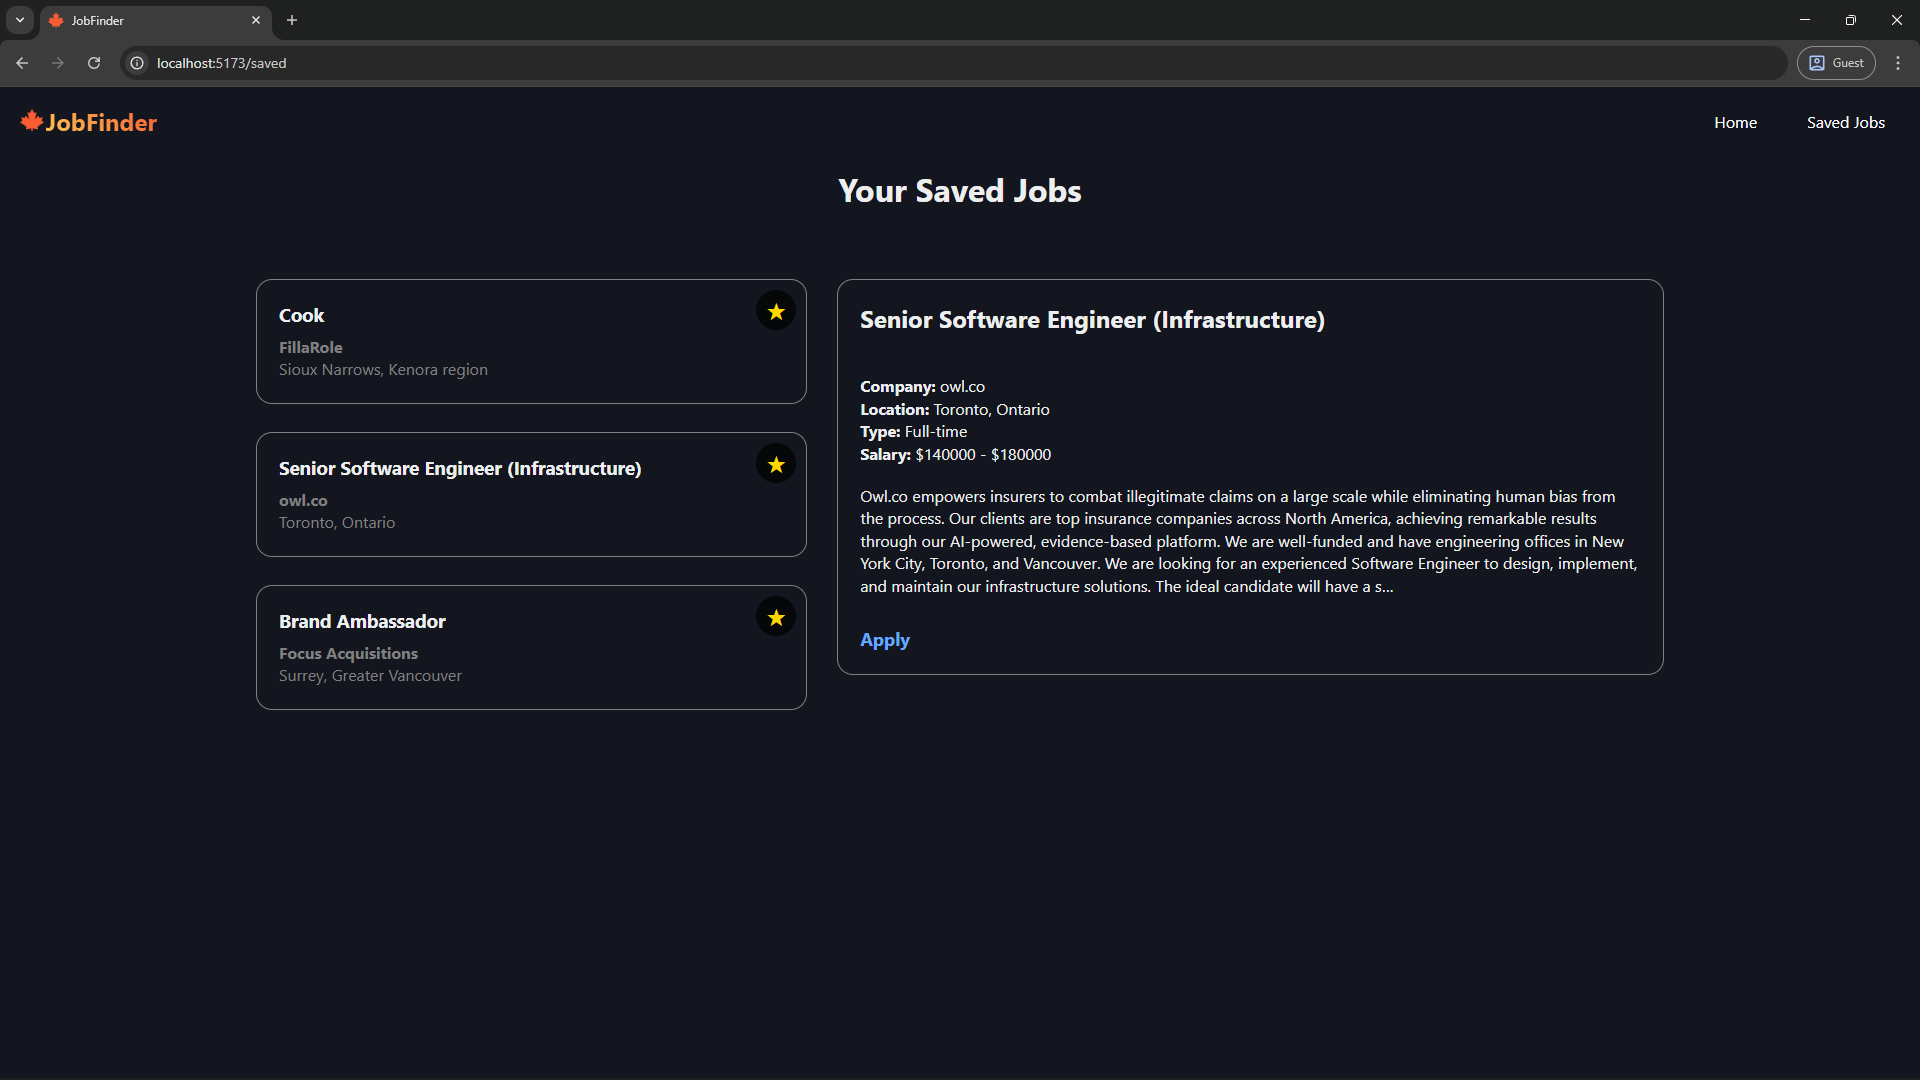 JobFinder
localhost:5173/saved
Guest
JobFinder
Home
Saved Jobs
Your Saved Jobs
Cook
FillaRole
Sioux Narrows, Kenora region
Senior Software Engineer (Infrastructure)
owl.co
Toronto, Ontario
Brand Ambassador
Focus Acquisitions
Surrey, Greater Vancouver
Senior Software Engineer (Infrastructure)
Company: owl.co
Location: Toronto, Ontario
Type: Full-time
Salary: $140000 - $180000
Owl.co empowers insurers to combat illegitimate claims on a large scale while eliminating human bias from
the process. Our clients are top insurance companies across North America, achieving remarkable results
through our AI-powered, evidence-based platform. We are well-funded and have engineering offices in New
York City, Toronto, and Vancouver. We are looking for an experienced Software Engineer to design, implement,
and maintain our infrastructure solutions. The ideal candidate will have a s...
Apply